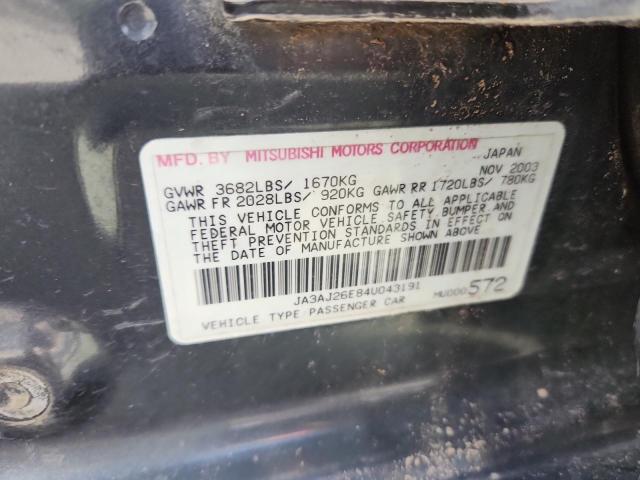 MFD. BY MITSUBISHI MOTORS CORPORATION
JAPAN
NOV 2003
GVWR 3682LBS/ 1670KG
GAWR FR 2028LBS/ 920KG GAWR RR 1720LBS/ 780KG
THIS VEHICLE CONFORMS TO ALL APPLICABLE
FEDERAL MOTOR VEHICLE SAFETY, BUMPER AND
THEFT PREVENTION STANDARDS IN EFFECT ON
THE DATE OF MANUFACTURE SHOWN ABOVE
JA3AJ26E84U043191
VEHICLE TYPE: PASSENGER CAR
MU000572